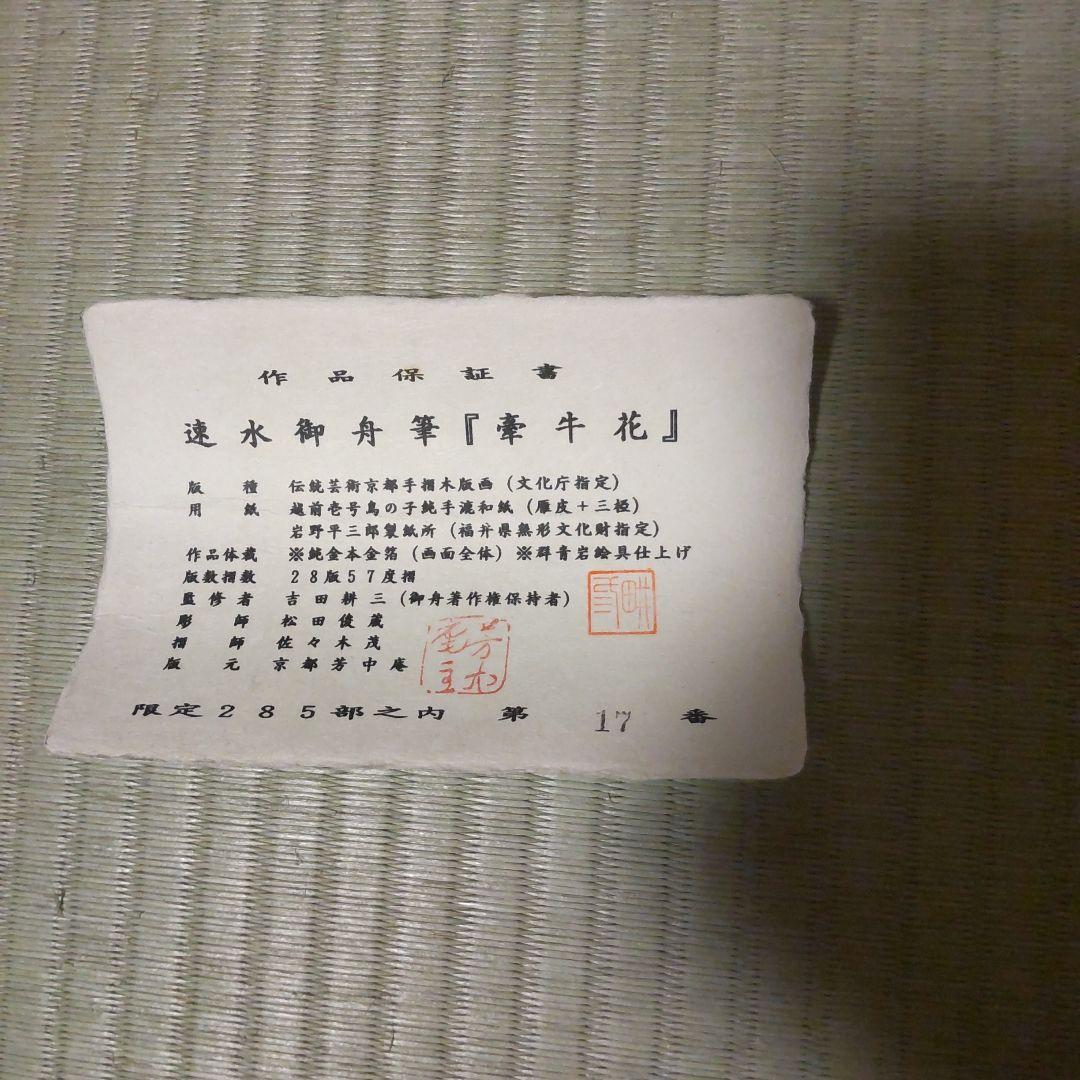 作品保証書
速水御舟筆『牽牛花』
版種 伝統芸術京都手摺木版画(文化庁指定)
用紙 越前壱号鳥の子純手漉和紙(雁皮+三椏)
岩野平三郎製紙所(福井県無形文化財指定)
作品体裁 ※純金本金箔(画面全体)※群青岩絵具仕上げ
版数摺数 28版57度摺
監修者 吉田耕三(御舟著作権保持者)
彫師 松田俊蔵
摺師 佐々木茂
版元 京都芳中庵
限定285部之内 第 17 番